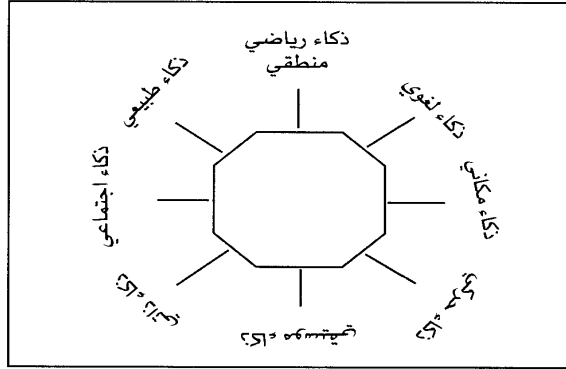 ذكاء رياضي
منطقي
ذكاء لغوي
ذكاء مكاني
ذكاء حركي
ذكاء موسيقي
ذكاء ذاتي
ذكاء اجتماعي
ذكاء طبيعي